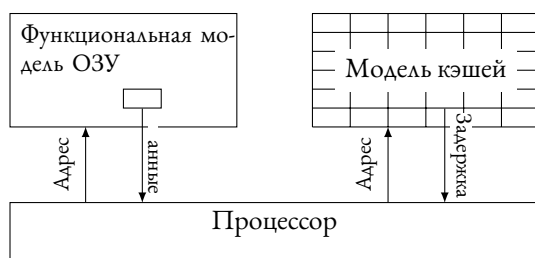 Функциональная мо-
дель ОЗУ
Модель кэшей
Адрес
анные
Адрес
Задержка
Процессор